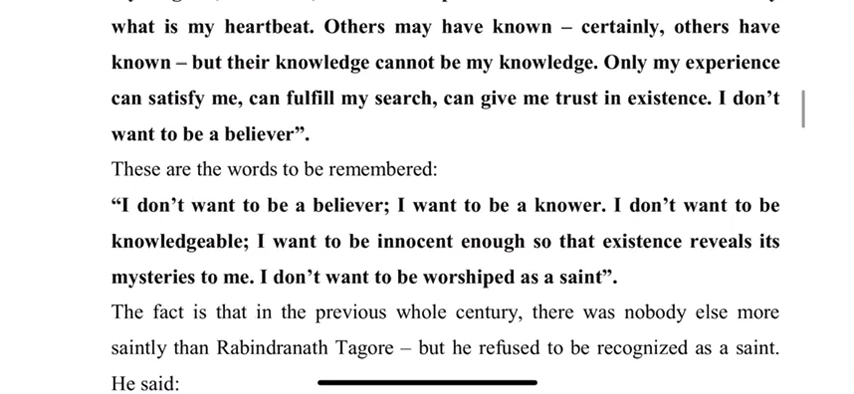 what is my heartbeat. Others may have known – certainly, others have
known – but their knowledge cannot be my knowledge. Only my experience
can satisfy me, can fulfill my search, can give me trust in existence. I don’t
want to be a believer”.
These are the words to be remembered:
“I don’t want to be a believer; I want to be a knower. I don’t want to be
knowledgeable; I want to be innocent enough so that existence reveals its
mysteries to me. I don’t want to be worshiped as a saint”.
The fact is that in the previous whole century, there was nobody else more
saintly than Rabindranath Tagore – but he refused to be recognized as a saint.
He said: